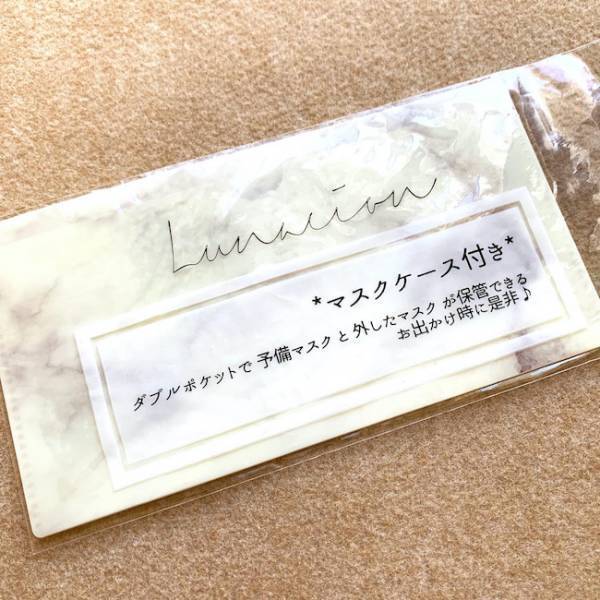 Lunacion
*マスクケース付き*
ダブルポケットで 予備マスク と 外したマスク が保管できる
お出かけ時に是非♪